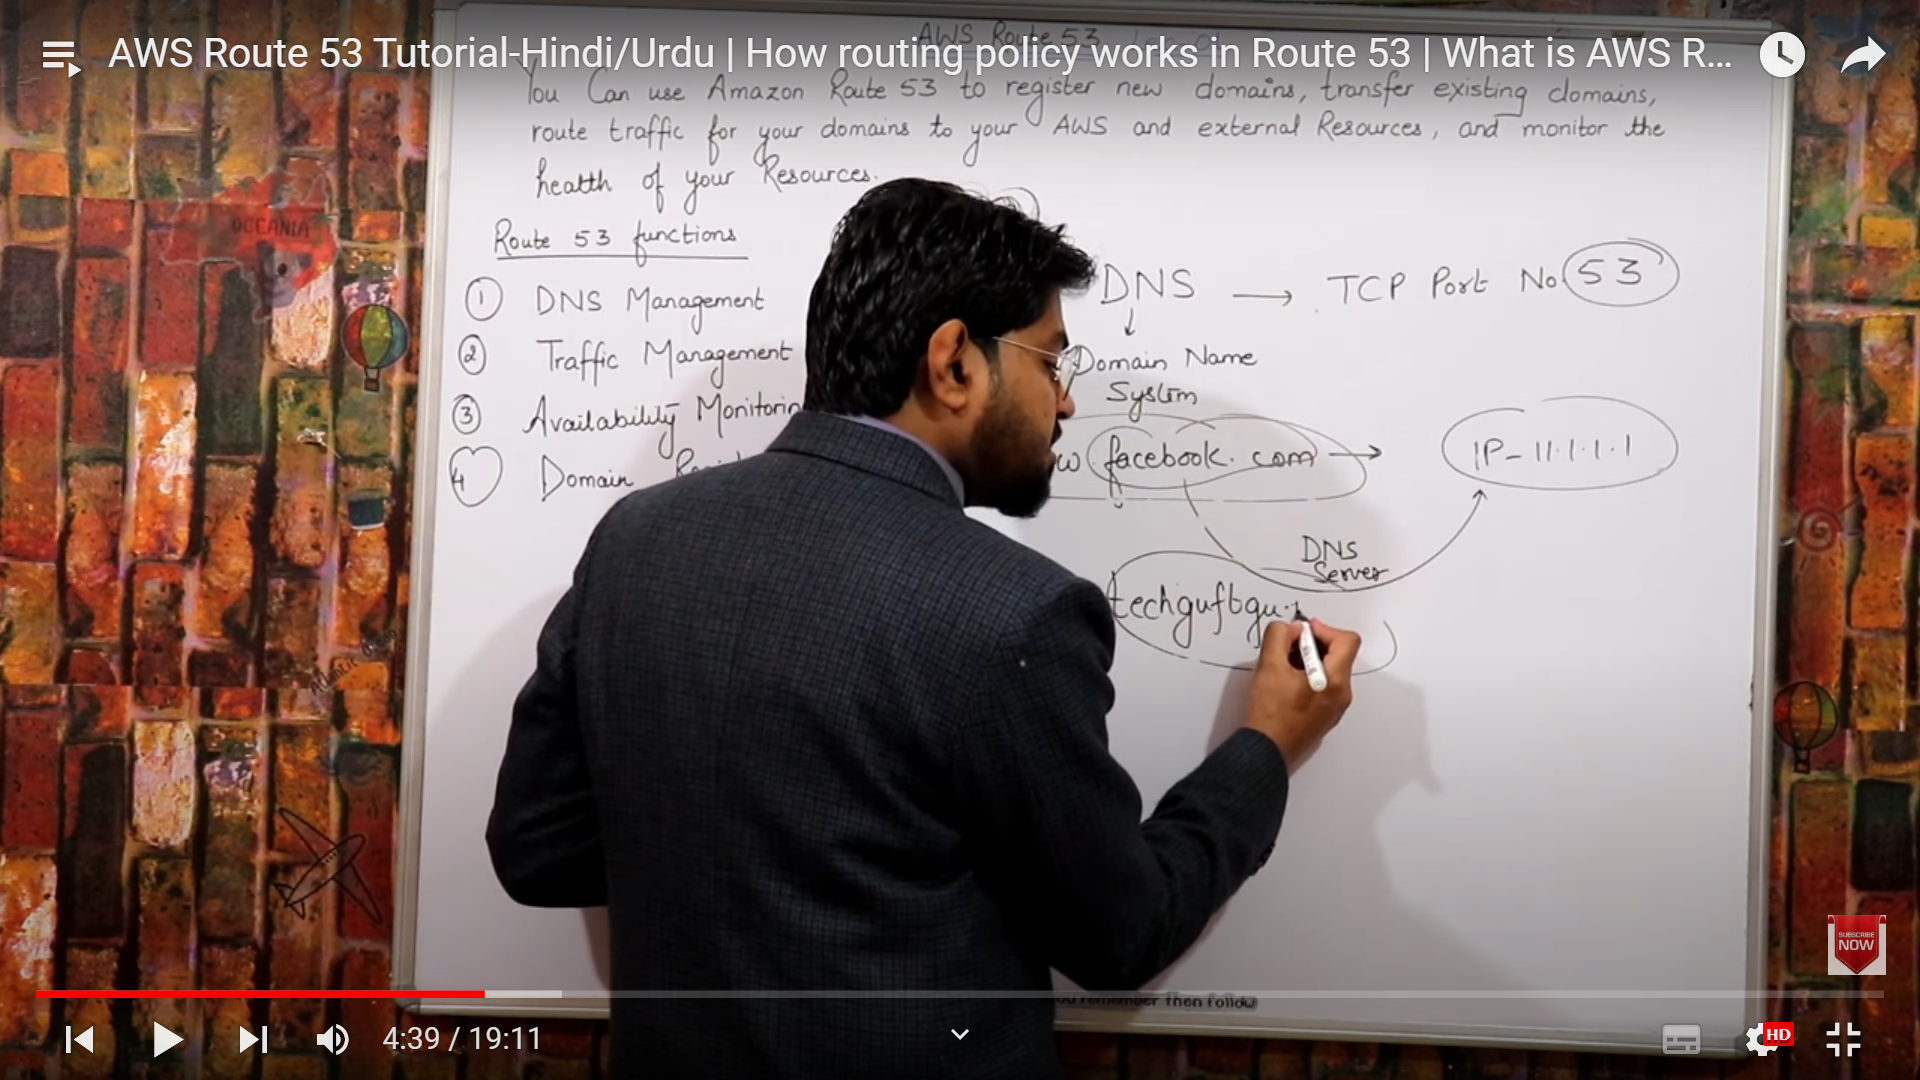 AWS Route 53 Tutorial-Hindi/Urdu | How routing policy works in Route 53 | What is AWS R...
AWS Route 53
You Can use Amazon Route 53 to register new domains, transfer existing domains,
route traffic for your domains to your AWS and external Resources, and monitor the
health of your Resources.
Route 53 functions
1 DNS Management
2 Traffic Management
3 Availability Monitorin
4 Domain
DNS → TCP Port No. 53
↓
Domain Name
System
w.facebook.com → IP-11.1.1.1
DNS
Server
techguftgu.
OCEANIA
Atlantic
SUBSCRIBE
NOW
you remember then follow
4:39 / 19:11
HD